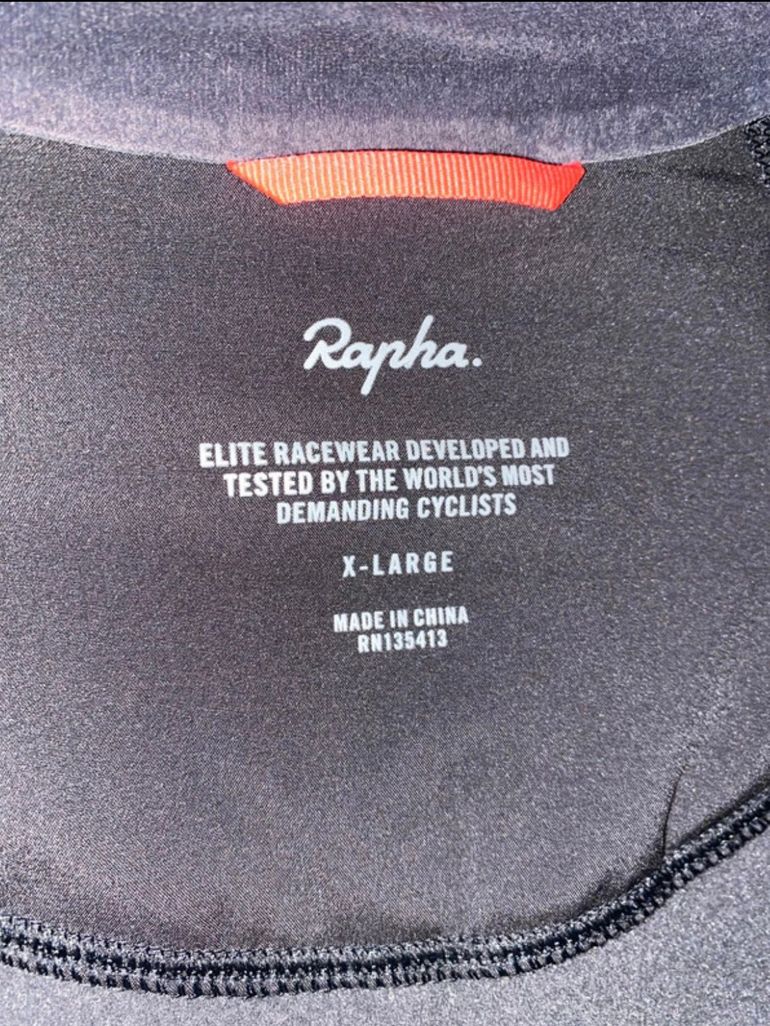 Rapha.
ELITE RACEWEAR DEVELOPED AND
TESTED BY THE WORLD'S MOST
DEMANDING CYCLISTS
X-LARGE
MADE IN CHINA
RN135413